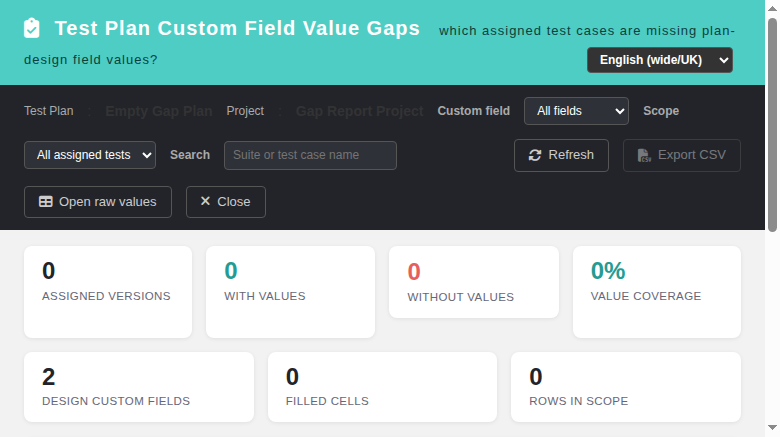 Test Plan Custom Field Value Gaps which assigned test cases are missing plan-
design field values? English (wide/UK)
Test Plan : Empty Gap Plan Project : Gap Report Project Custom field All fields Scope
All assigned tests Search Suite or test case name Refresh Export CSV
Open raw values Close
0 0 0 0%
ASSIGNED VERSIONS WITH VALUES WITHOUT VALUES VALUE COVERAGE
2 0 0
DESIGN CUSTOM FIELDS FILLED CELLS ROWS IN SCOPE